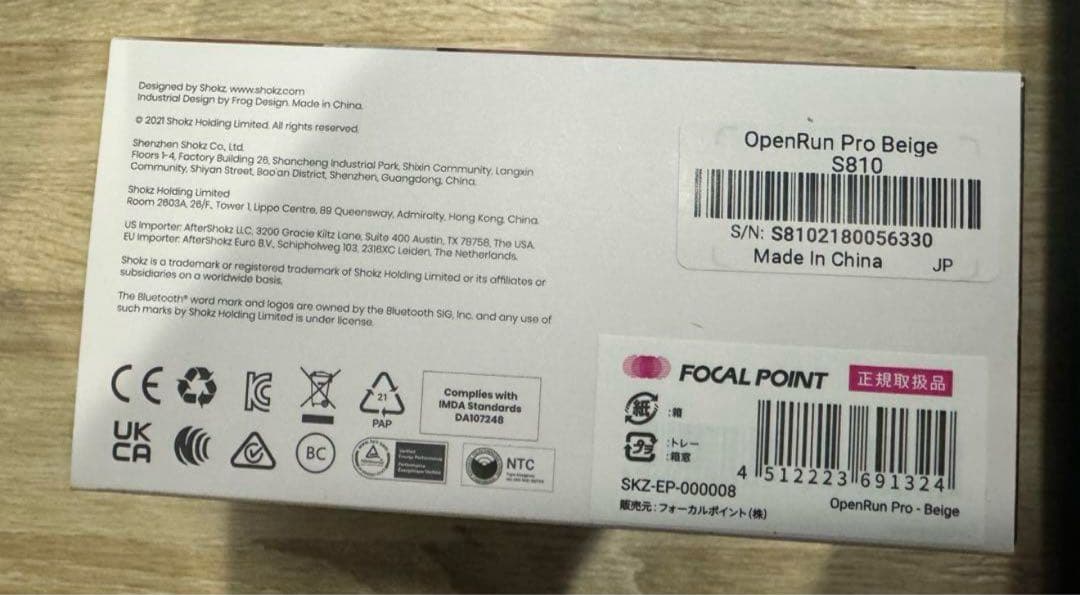 Designed by Shokz. www.shokz.com
Industrial Design by Frog Design. Made in China.
© 2021 Shokz Holding Limited. All rights reserved.
Shenzhen Shokz Co., Ltd.
Floors 1-4, Factory Building 26, Shancheng Industrial Park, Shixin Community, Langxin
Community, Shiyan Street, Bao'an District, Shenzhen, Guangdong, China.
Shokz Holding Limited
Room 2603A, 26/F., Tower 1, Lippo Centre, 89 Queensway, Admiralty, Hong Kong, China.
US Importer: AfterShokz LLC, 3200 Gracie Kiltz Lane, Suite 400 Austin, TX 78758, The USA.
EU Importer: AfterShokz Euro B.V., Schipholweg 103, 2316XC Leiden, The Netherlands.
Shokz is a trademark or registered trademark of Shokz Holding Limited or its affiliates or
subsidiaries on a worldwide basis.
The Bluetooth® word mark and logos are owned by the Bluetooth SIG, Inc. and any use of
such marks by Shokz Holding Limited is under license.
CE
21
PAP
Complies with
IMDA Standards
DA107248
UK
CA
BC
Verified
Energy Performance
NTC
OpenRun Pro Beige
S810
S/N: S8102180056330
Made In China
JP
FOCAL POINT
正規取扱品
紙 :箱
プラ :トレー
:箱窓
SKZ-EP-000008
4 512223 691324
販売元:フォーカルポイント(株)
OpenRun Pro - Beige